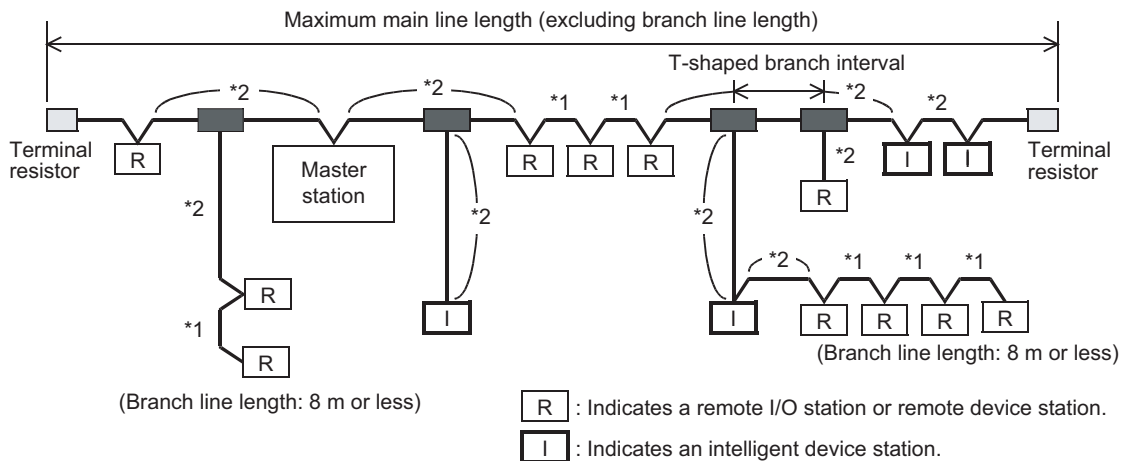 Maximum main line length (excluding branch line length)
T-shaped branch interval
*2
*2
*1
*1
*2
*2
Terminal
resistor
R
Master
station
R
R
R
*2
R
I
I
Terminal
resistor
*2
*2
*2
*2
*1
*1
*1
R
I
I
R
R
R
R
*1
R
(Branch line length: 8 m or less)
(Branch line length: 8 m or less)
R : Indicates a remote I/O station or remote device station.
I : Indicates an intelligent device station.